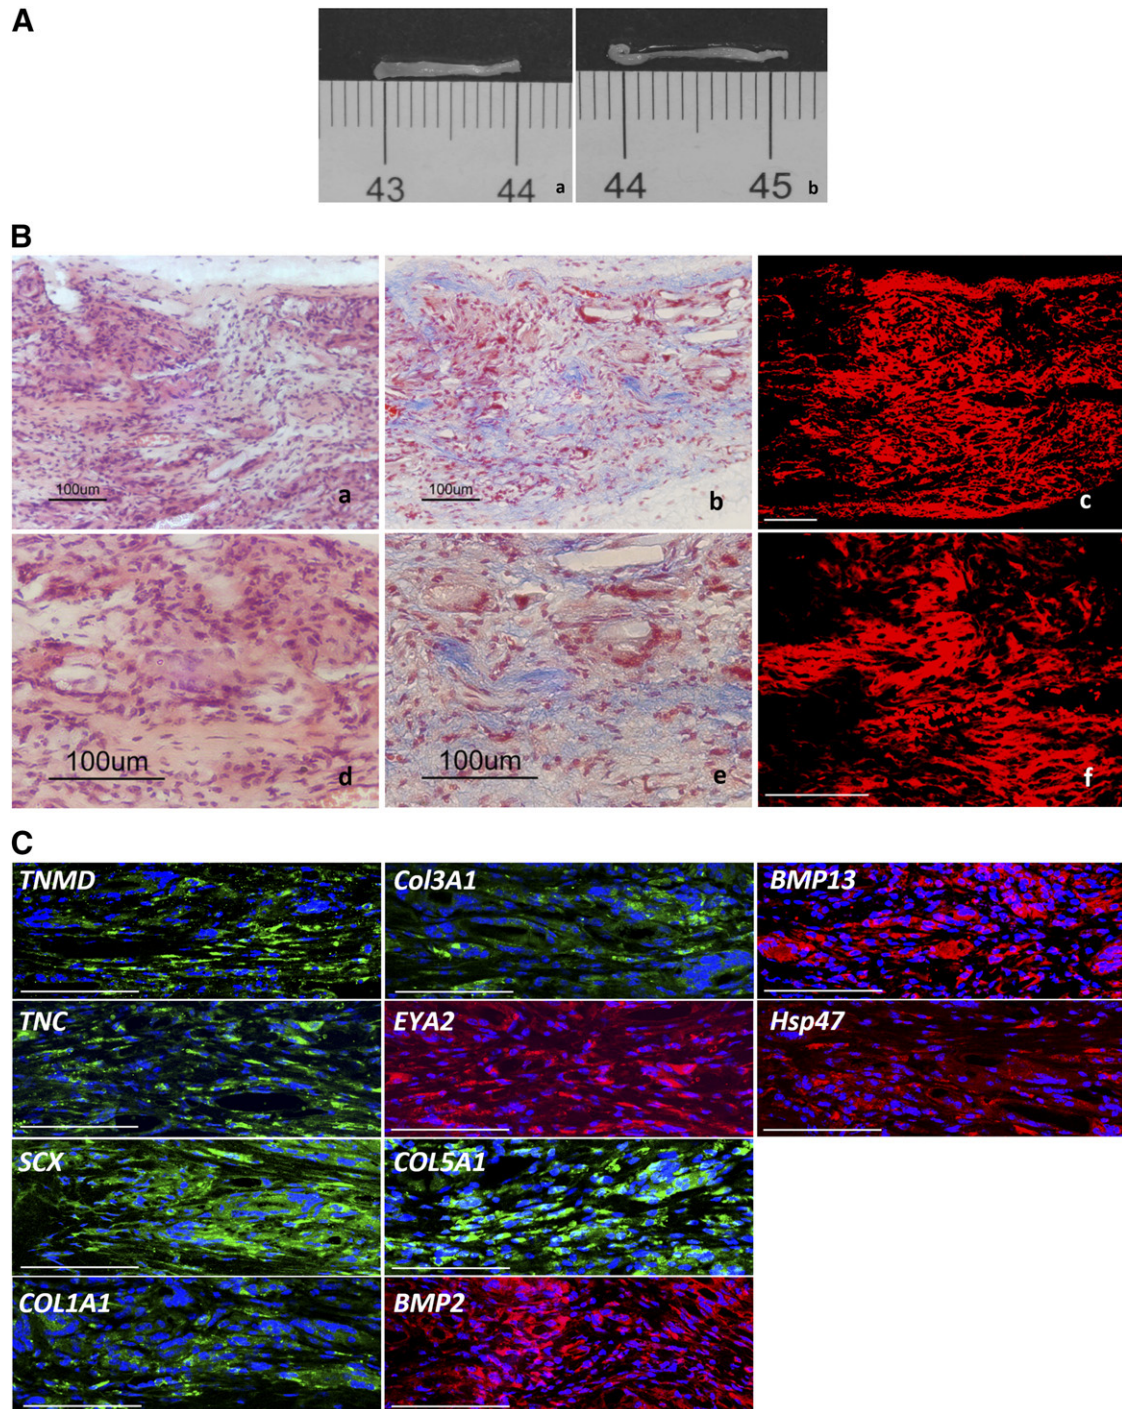 A
43 44 a
44 45 b
B
100um a
100um b
c
100um d
100um e
f
C
TNMD
Col3A1
BMP13
TNC
EYA2
Hsp47
SCX
COL5A1
COL1A1
BMP2